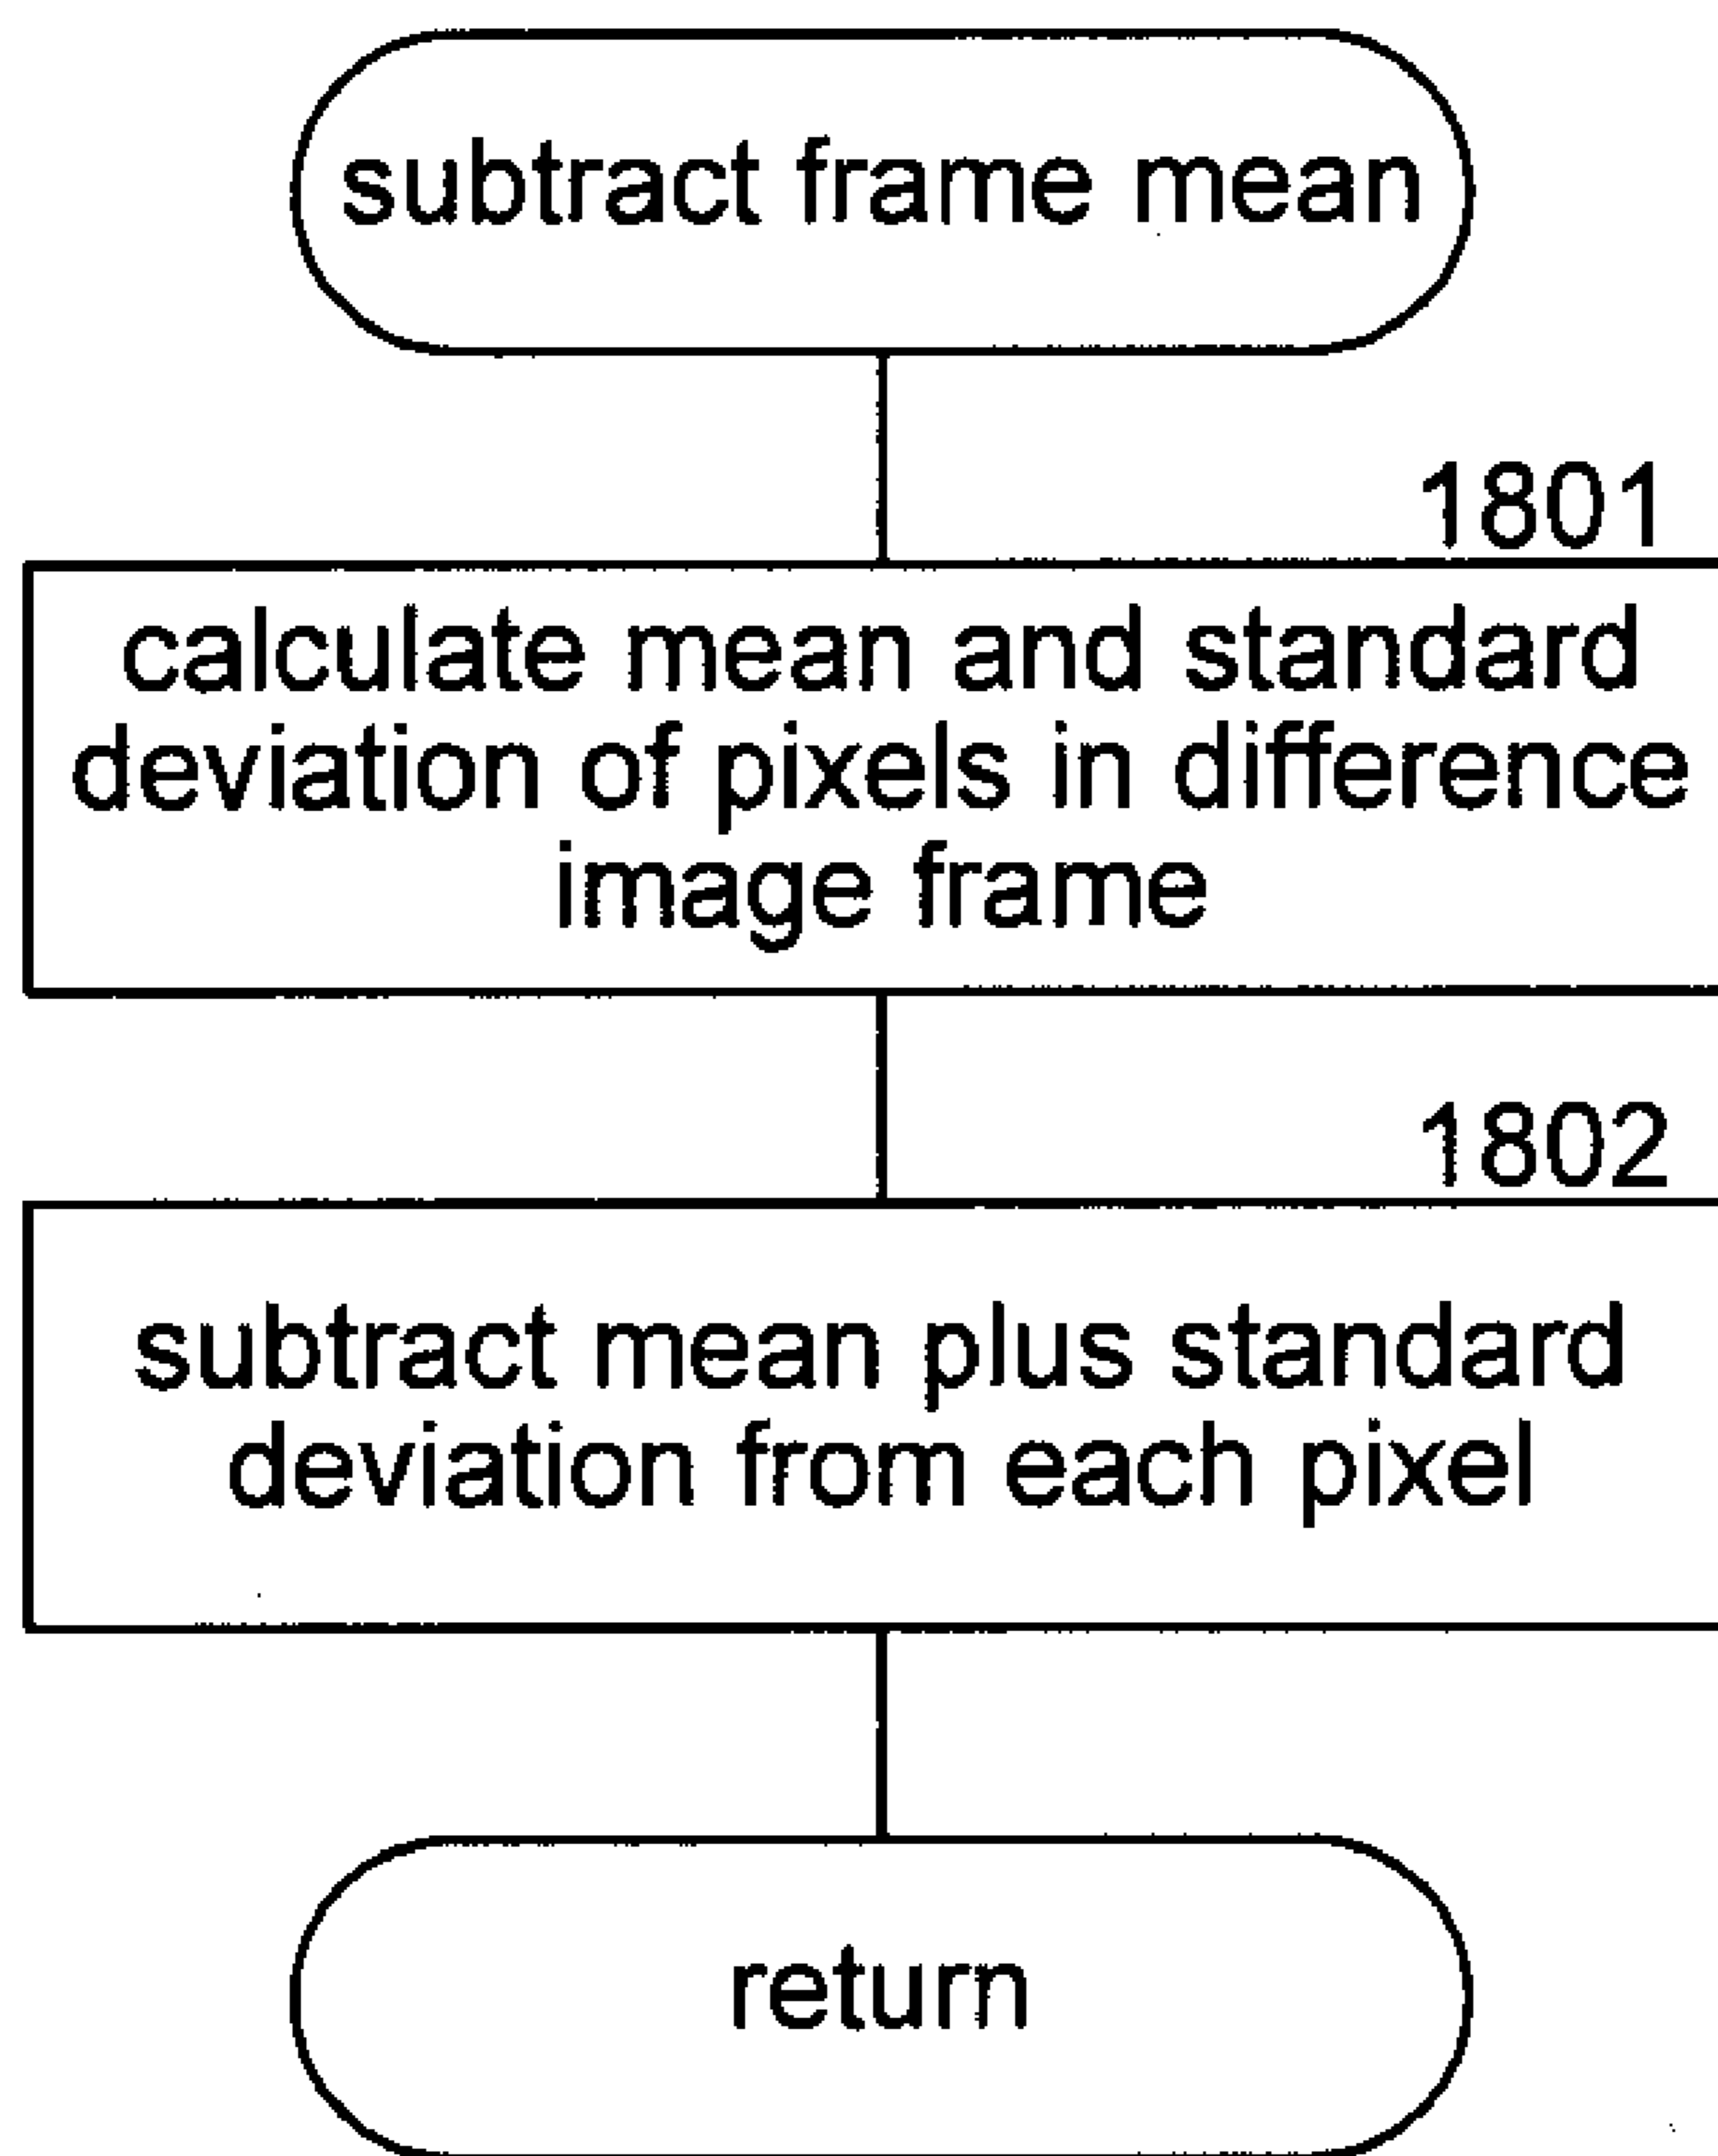 subtract frame mean
1801
calculate mean and standard
deviation of pixels in difference
image frame
1802
subtract mean plus standard
deviation from each pixel
return